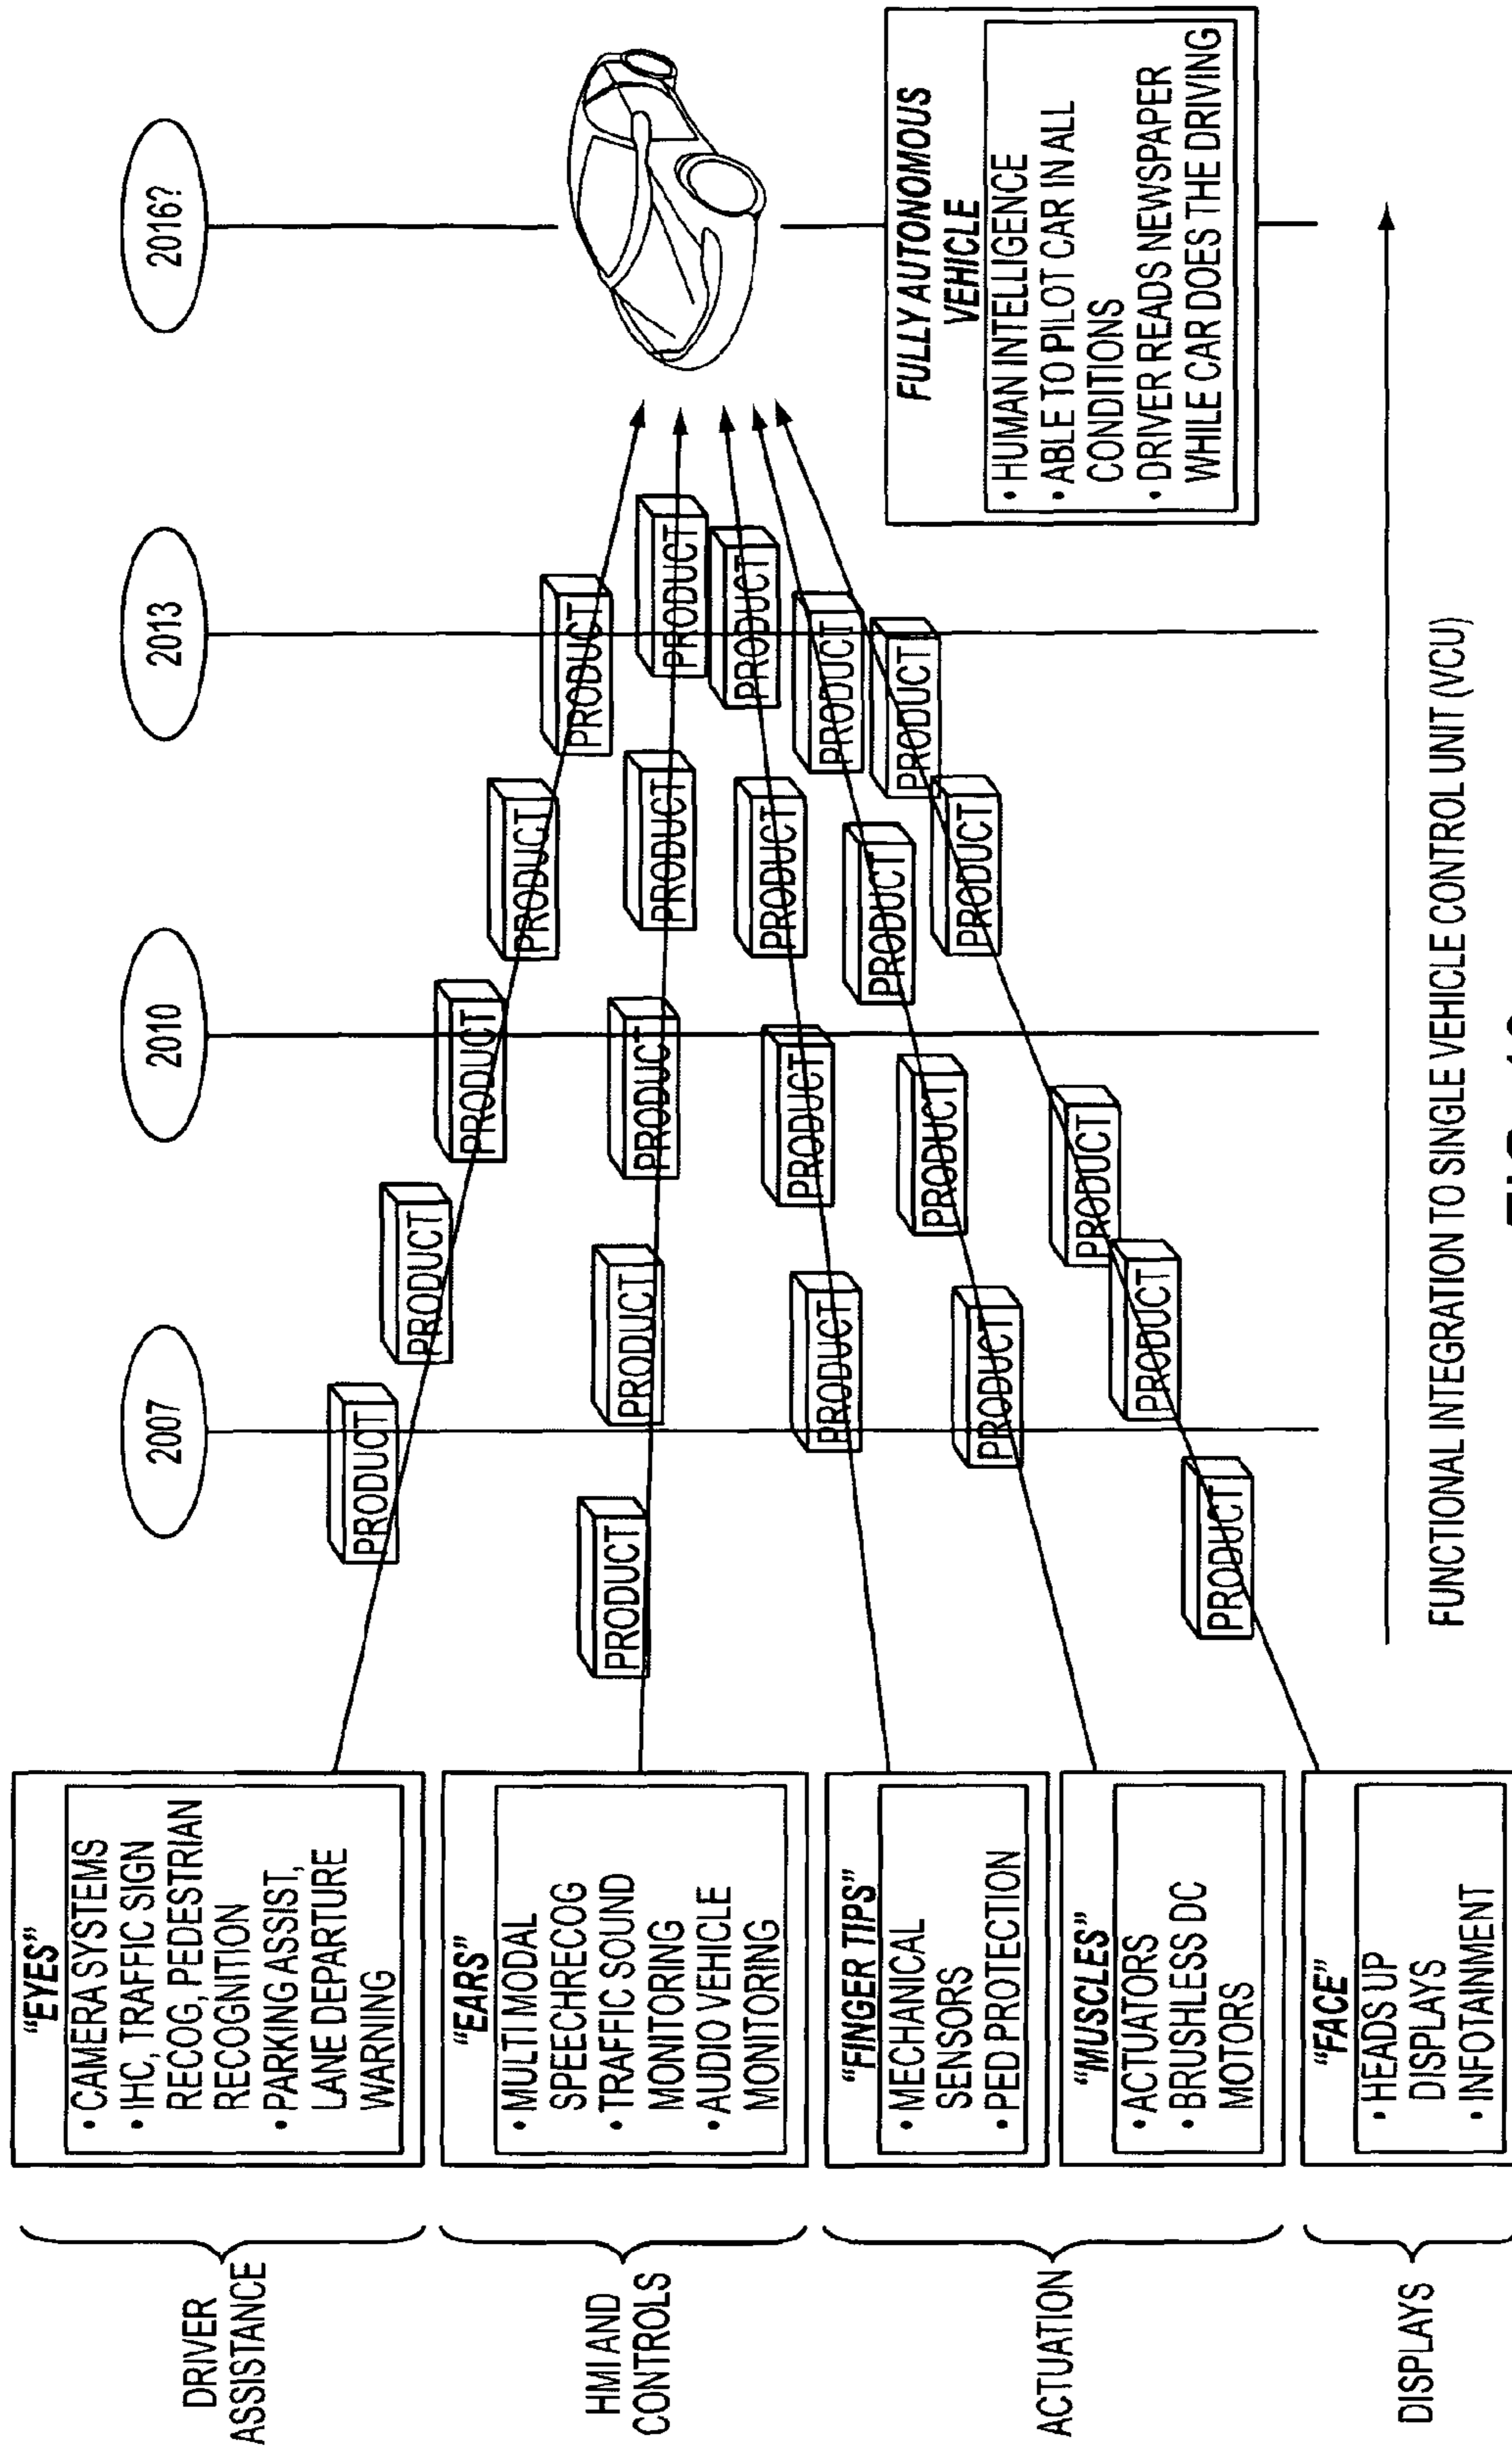 2007
2010
2013
2016?
DRIVER
ASSISTANCE
"EYES"
• CAMERA SYSTEMS
• IHC, TRAFFIC SIGN
RECOG, PEDESTRIAN
RECOGNITION
• PARKING ASSIST,
LANE DEPARTURE
WARNING
PRODUCT
PRODUCT
PRODUCT
PRODUCT
PRODUCT
HMI AND
CONTROLS
"EARS"
• MULTI MODAL
SPEECHRECOG
• TRAFFIC SOUND
MONITORING
• AUDIO VEHICLE
MONITORING
PRODUCT
PRODUCT
PRODUCT
PRODUCT
PRODUCT
ACTUATION
"FINGER TIPS"
• MECHANICAL
SENSORS
• PED PROTECTION
PRODUCT
PRODUCT
PRODUCT
PRODUCT
"MUSCLES"
• ACTUATORS
• BRUSHLESS DC
MOTORS
PRODUCT
PRODUCT
PRODUCT
PRODUCT
DISPLAYS
"FACE"
• HEADS UP
DISPLAYS
• INFOTAINMENT
PRODUCT
PRODUCT
PRODUCT
PRODUCT
PRODUCT
FULLY AUTONOMOUS
VEHICLE
• HUMAN INTELLIGENCE
• ABLE TO PILOT CAR IN ALL
CONDITIONS
• DRIVER READS NEWSPAPER
WHILE CAR DOES THE DRIVING
FUNCTIONAL INTEGRATION TO SINGLE VEHICLE CONTROL UNIT (VCU)